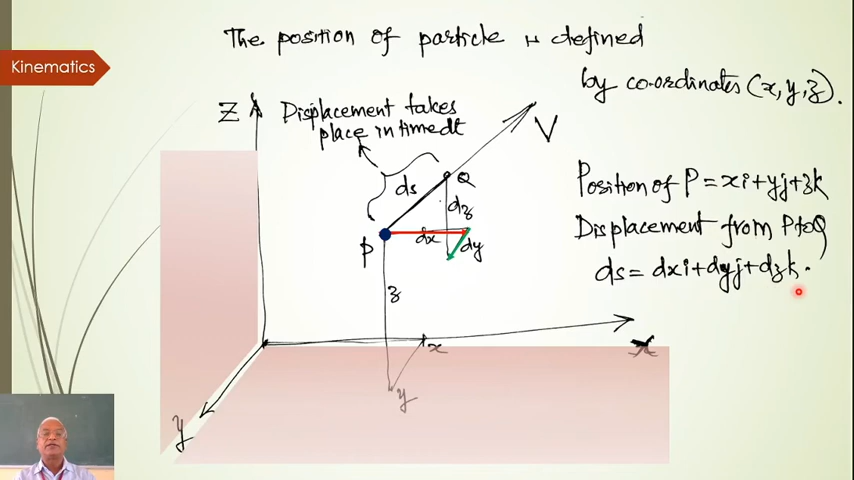 The position of particle is defined
by co-ordinates (x, y, z).
Kinematics
Z
Displacement takes
place in time dt
V
ds
Q
dz
P
dx
dy
z
Position of P = xi+yj+zk
Displacement from P to Q
ds = dxi+dyj+dzk.
x
x
y
y